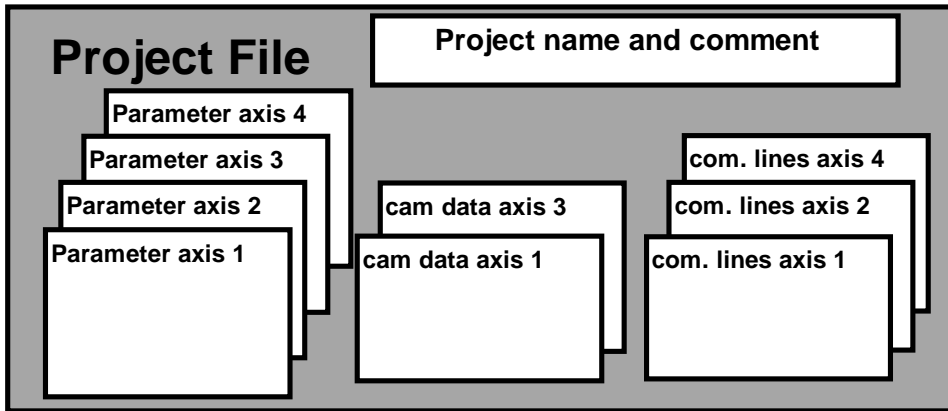 Project File
Project name and comment
Parameter axis 4
Parameter axis 3
Parameter axis 2
Parameter axis 1
cam data axis 3
cam data axis 1
com. lines axis 4
com. lines axis 2
com. lines axis 1